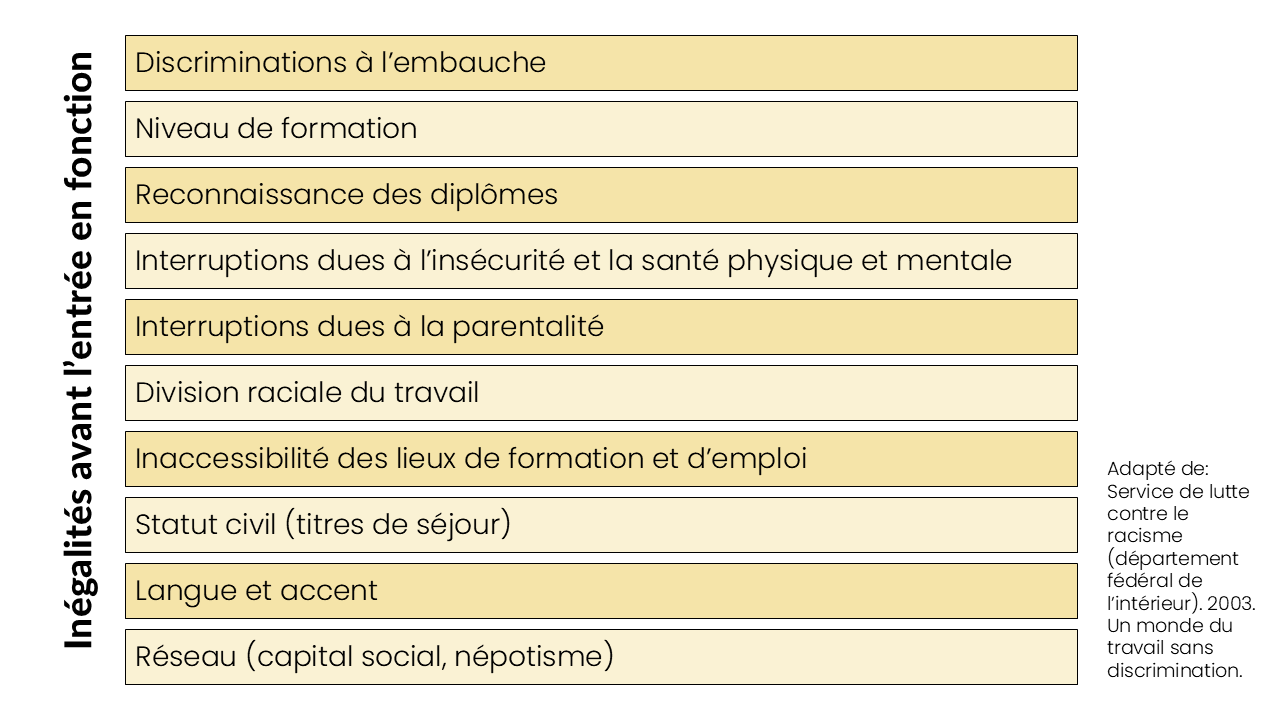 Inégalités avant l’entrée en fonction
Discriminations à l’embauche
Niveau de formation
Reconnaissance des diplômes
Interruptions dues à l’insécurité et la santé physique et mentale
Interruptions dues à la parentalité
Division raciale du travail
Inaccessibilité des lieux de formation et d’emploi
Statut civil (titres de séjour)
Langue et accent
Réseau (capital social, népotisme)
Adapté de:
Service de lutte
contre le
racisme
(département
fédéral de
l’intérieur). 2003.
Un monde du
travail sans
discrimination.